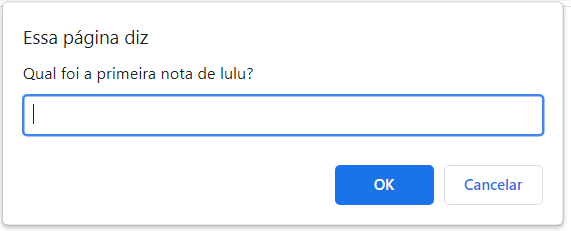 Essa página diz
Qual foi a primeira nota de lulu?
OK
Cancelar